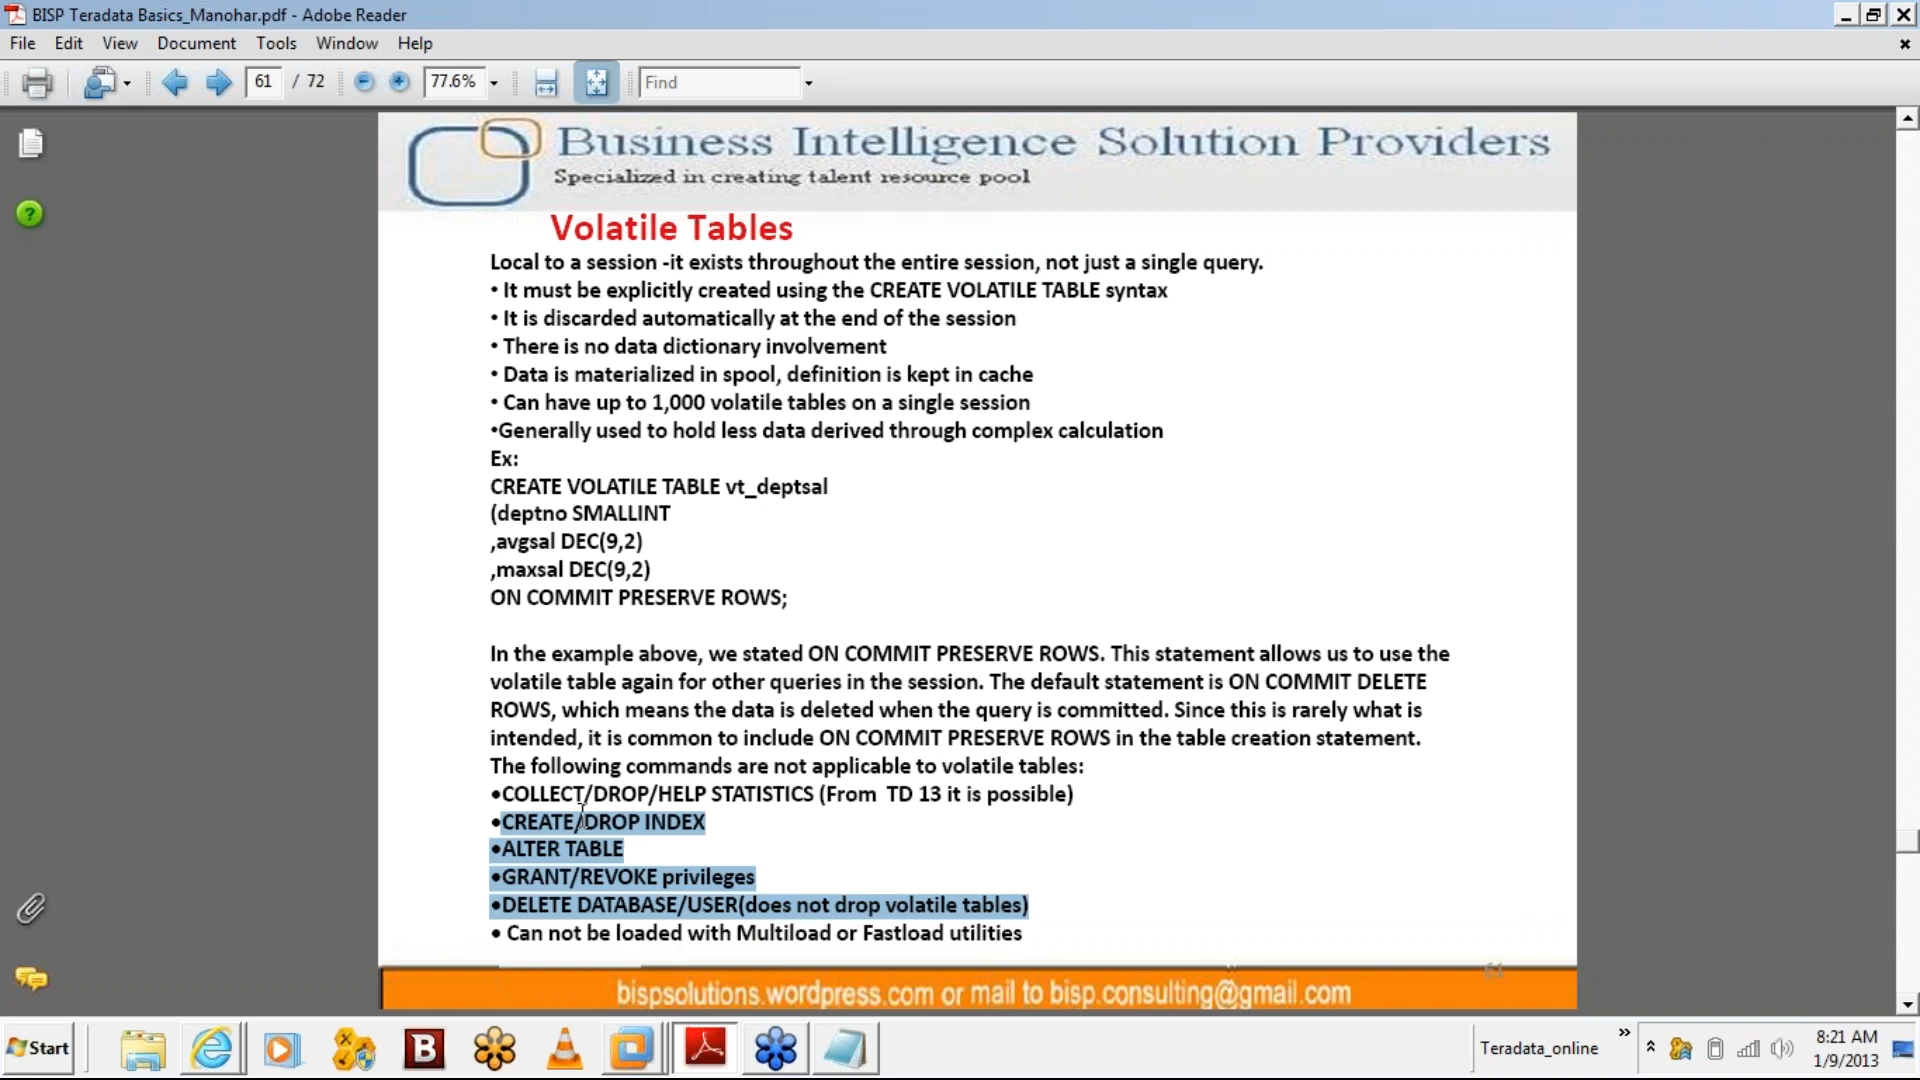 BISP Teradata Basics_Manohar.pdf - Adobe Reader
File Edit View Document Tools Window Help
61 / 72 77.6% Find
Business Intelligence Solution Providers
Specialized in creating talent resource pool
Volatile Tables
Local to a session -it exists throughout the entire session, not just a single query.
• It must be explicitly created using the CREATE VOLATILE TABLE syntax
• It is discarded automatically at the end of the session
• There is no data dictionary involvement
• Data is materialized in spool, definition is kept in cache
• Can have up to 1,000 volatile tables on a single session
•Generally used to hold less data derived through complex calculation
Ex:
CREATE VOLATILE TABLE vt_deptsal
(deptno SMALLINT
,avgsal DEC(9,2)
,maxsal DEC(9,2)
ON COMMIT PRESERVE ROWS;
In the example above, we stated ON COMMIT PRESERVE ROWS. This statement allows us to use the
volatile table again for other queries in the session. The default statement is ON COMMIT DELETE
ROWS, which means the data is deleted when the query is committed. Since this is rarely what is
intended, it is common to include ON COMMIT PRESERVE ROWS in the table creation statement.
The following commands are not applicable to volatile tables:
•COLLECT/DROP/HELP STATISTICS (From TD 13 it is possible)
•CREATE/DROP INDEX
•ALTER TABLE
•GRANT/REVOKE privileges
•DELETE DATABASE/USER(does not drop volatile tables)
• Can not be loaded with Multiload or Fastload utilities
61
bispsolutions.wordpress.com or mail to bisp.consulting@gmail.com
Start B Teradata_online » 8:21 AM
1/9/2013